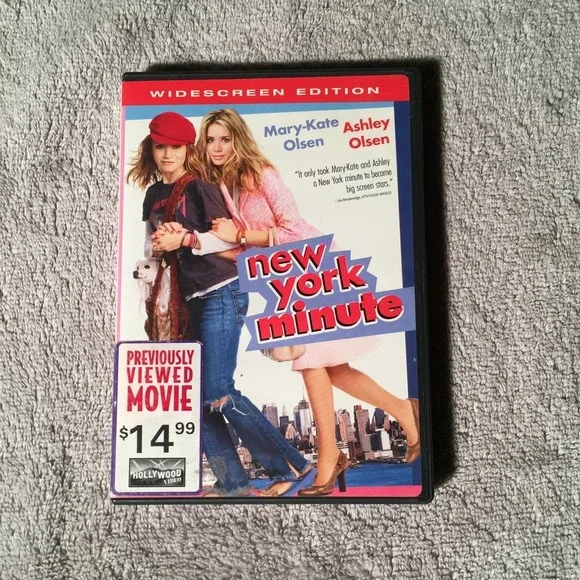 WIDESCREEN EDITION
Mary-Kate Olsen
Ashley Olsen
"It only took Mary-Kate and Ashley
a New York minute to become
big screen stars."
new
york
minute
PREVIOUSLY
VIEWED
MOVIE
$14.99
HOLLYWOOD
VIDEO